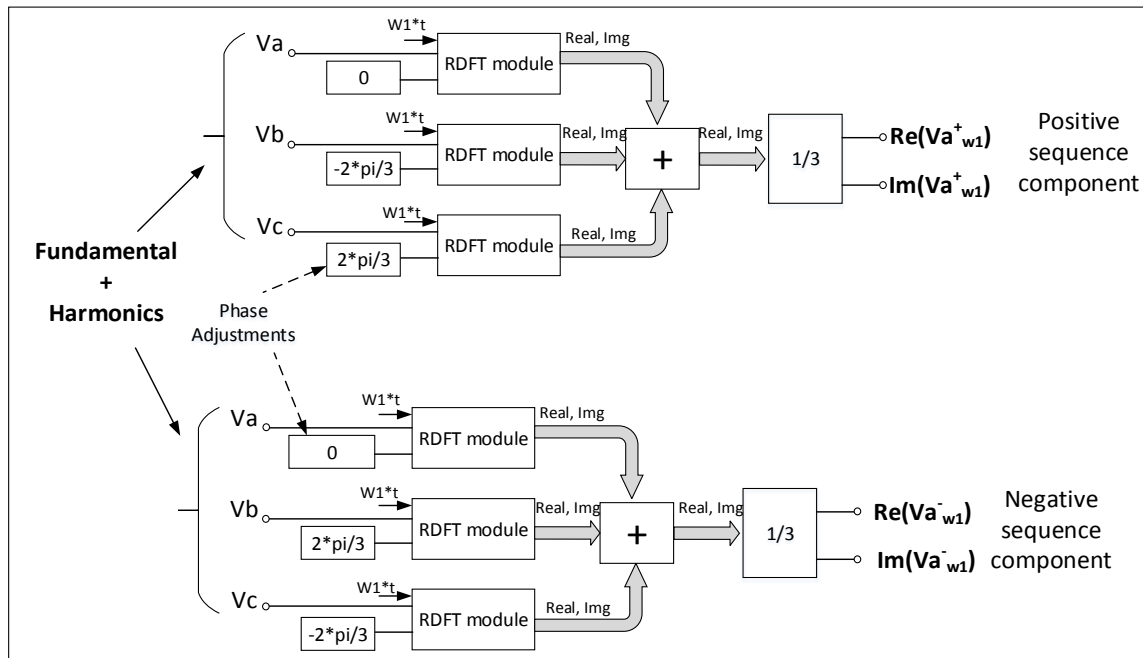 Va
W1*t
0
RDFT module
Real, Img
Vb
W1*t
-2*pi/3
RDFT module
Real, Img
Vc
W1*t
2*pi/3
RDFT module
Real, Img
+
Real, Img
1/3
Re(Va⁺w1)
Im(Va⁺w1)
Positive
sequence
component
Fundamental
+
Harmonics
Phase
Adjustments
Va
W1*t
0
RDFT module
Real, Img
Vb
W1*t
2*pi/3
RDFT module
Real, Img
Vc
W1*t
-2*pi/3
RDFT module
Real, Img
+
Real, Img
1/3
Re(Va⁻w1)
Im(Va⁻w1)
Negative
sequence
component